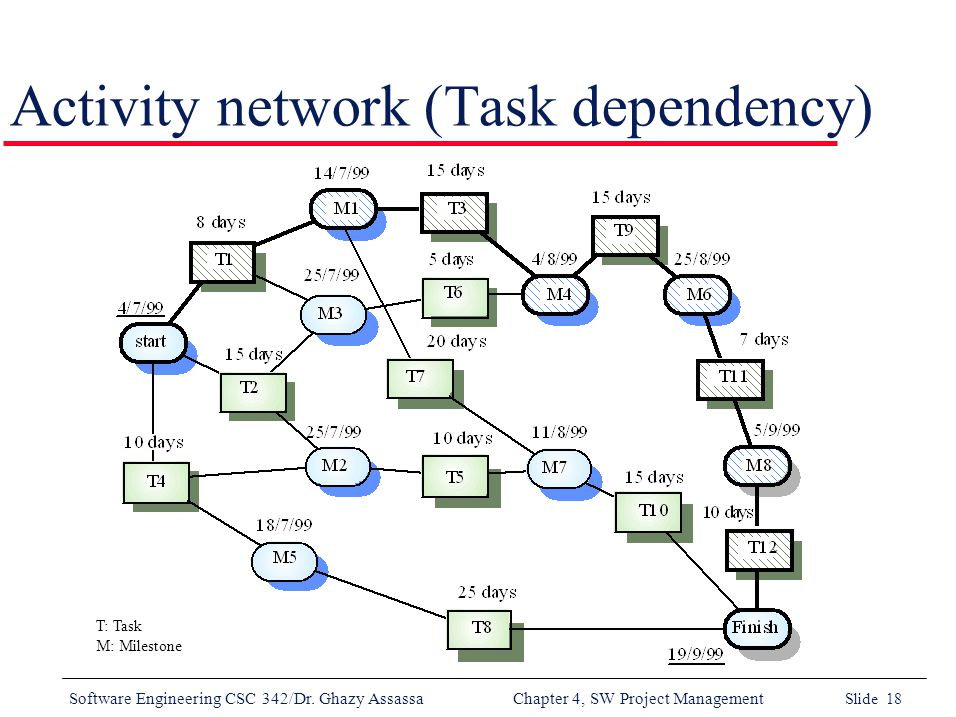 Activity network (Task dependency)
14/7/99
15 days
M1
T3
15 days
8 days
T9
T1
25/7/99
5 days
4/8/99
25/8/99
T6
M4
M6
4/7/99
M3
start
15 days
20 days
7 days
T2
T7
T11
25/7/99
10 days
11/8/99
5/9/99
10 days
M2
T5
M7
M8
T4
15 days
T10
10 days
18/7/99
T12
M5
25 days
T: Task
T8
Finish
M: Milestone
19/9/99
Software Engineering CSC 342/Dr. Ghazy Assassa Chapter 4, SW Project Management Slide 18